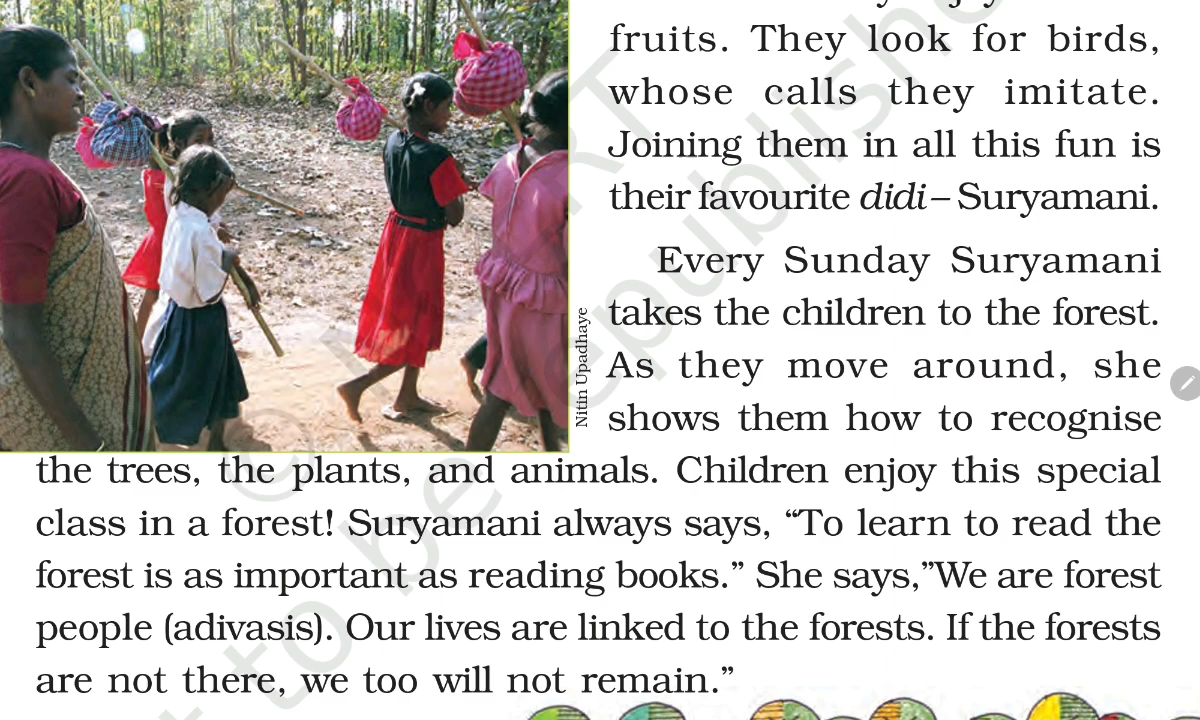 fruits. They look for birds,
whose calls they imitate.
Joining them in all this fun is
their favourite didi – Suryamani.
Every Sunday Suryamani
takes the children to the forest.
As they move around, she
shows them how to recognise
the trees, the plants, and animals. Children enjoy this special
class in a forest! Suryamani always says, “To learn to read the
forest is as important as reading books.” She says,”We are forest
people (adivasis). Our lives are linked to the forests. If the forests
are not there, we too will not remain.”
Nitin Upadhaye